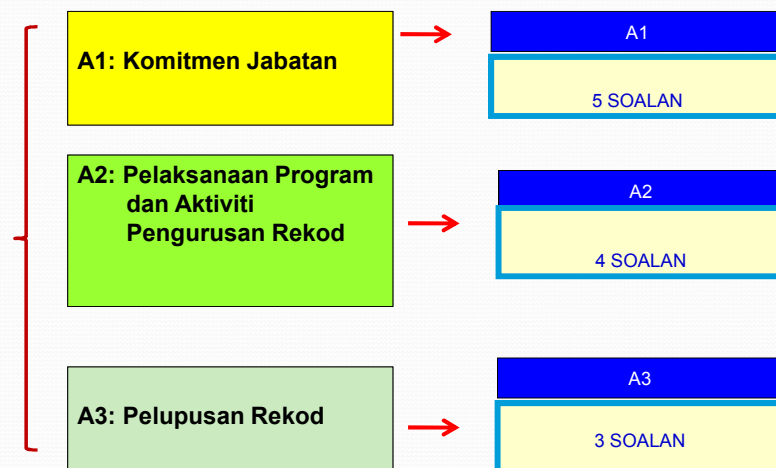 A1: Komitmen Jabatan
A1
5 SOALAN
A2: Pelaksanaan Program
dan Aktiviti
Pengurusan Rekod
A2
4 SOALAN
A3: Pelupusan Rekod
A3
3 SOALAN